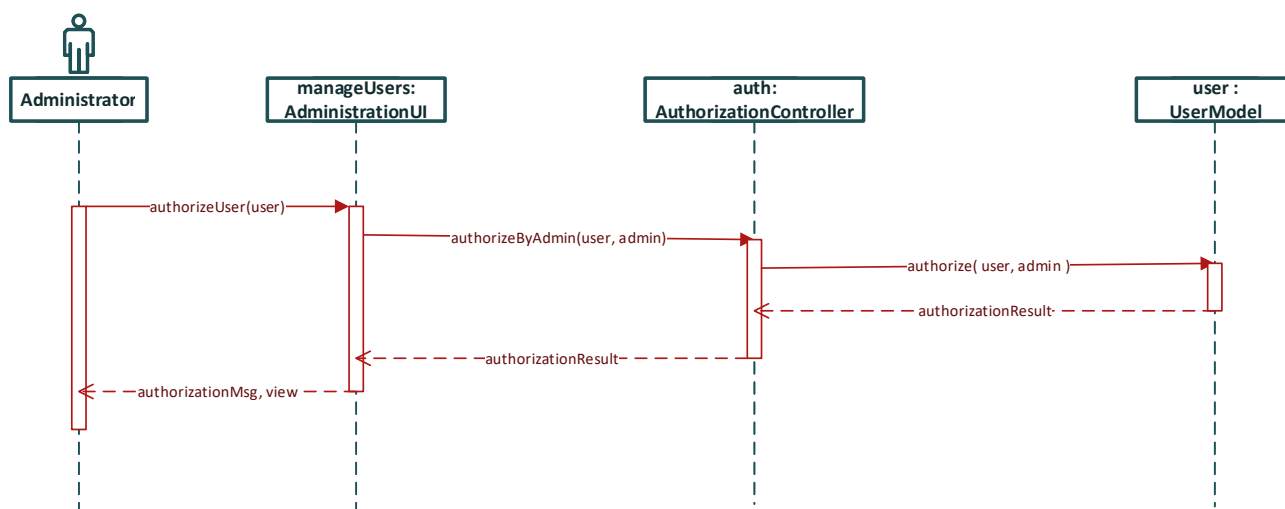 Administrator
manageUsers:
AdministrationUI
auth:
AuthorizationController
user :
UserModel
authorizeUser(user)
authorizeByAdmin(user, admin)
authorize( user, admin )
authorizationResult
authorizationResult
authorizationMsg, view